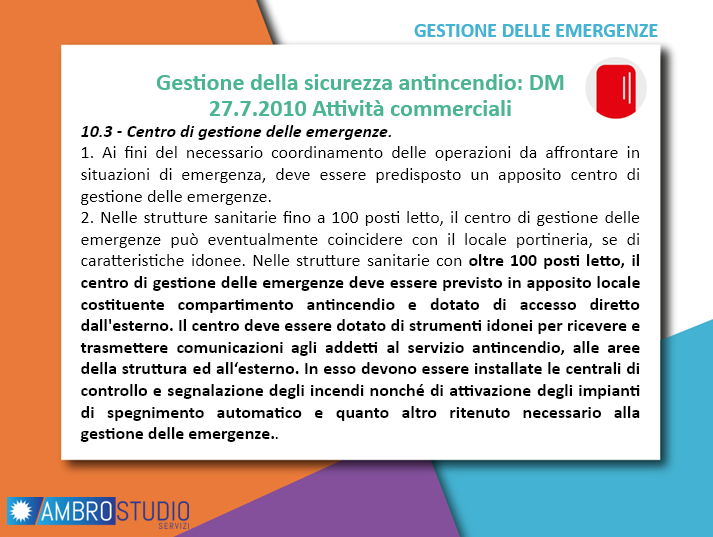 GESTIONE DELLE EMERGENZE
Gestione della sicurezza antincendio: DM
27.7.2010 Attività commerciali
10.3 - Centro di gestione delle emergenze.
1. Ai fini del necessario coordinamento delle operazioni da affrontare in
situazioni di emergenza, deve essere predisposto un apposito centro di
gestione delle emergenze.
2. Nelle strutture sanitarie fino a 100 posti letto, il centro di gestione delle
emergenze può eventualmente coincidere con il locale portineria, se di
caratteristiche idonee. Nelle strutture sanitarie con oltre 100 posti letto, il
centro di gestione delle emergenze deve essere previsto in apposito locale
costituente compartimento antincendio e dotato di accesso diretto
dall'esterno. Il centro deve essere dotato di strumenti idonei per ricevere e
trasmettere comunicazioni agli addetti al servizio antincendio, alle aree
della struttura ed all‘esterno. In esso devono essere installate le centrali di
controllo e segnalazione degli incendi nonché di attivazione degli impianti
di spegnimento automatico e quanto altro ritenuto necessario alla
gestione delle emergenze..
AMBROSTUDIO
SERVIZI